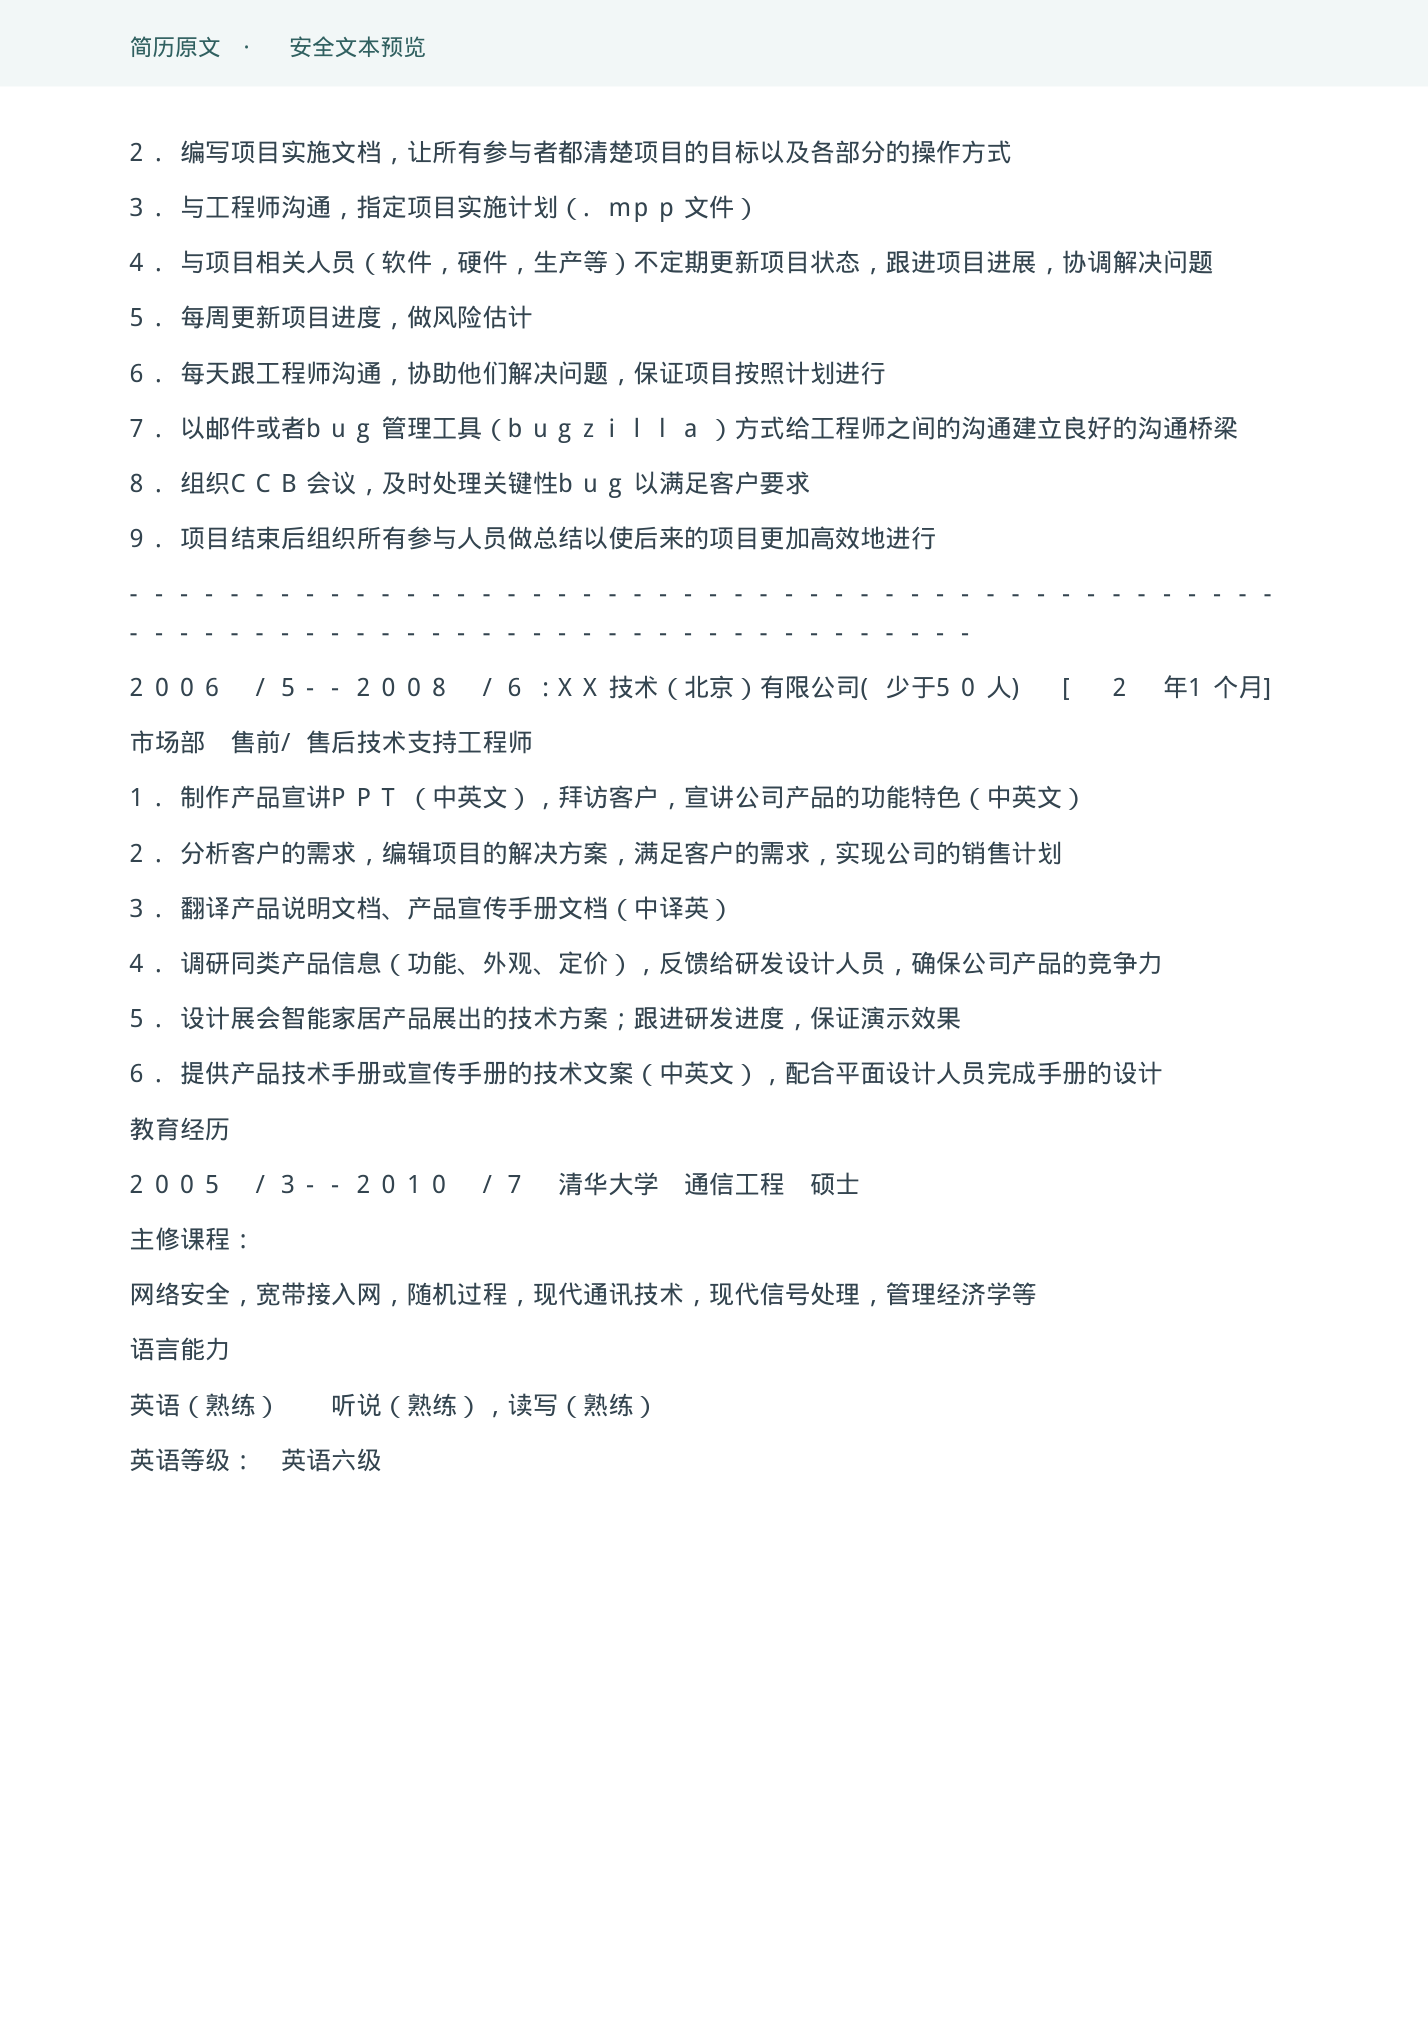 简历原文 · 安全文本预览
2. 编写项目实施文档，让所有参与者都清楚项目的目标以及各部分的操作方式
3. 与工程师沟通，指定项目实施计划（.mpp文件）
4. 与项目相关人员（软件，硬件，生产等）不定期更新项目状态，跟进项目进展，协调解决问题
5. 每周更新项目进度，做风险估计
6. 每天跟工程师沟通，协助他们解决问题，保证项目按照计划进行
7. 以邮件或者bug管理工具（bugzilla）方式给工程师之间的沟通建立良好的沟通桥梁
8. 组织CCB会议，及时处理关键性bug以满足客户要求
9. 项目结束后组织所有参与人员做总结以使后来的项目更加高效地进行
----------------------------------------------
----------------------------------
2006 /5--2008 /6：XX技术（北京）有限公司(少于50人) [ 2 年1个月]
市场部 售前/售后技术支持工程师
1. 制作产品宣讲PPT（中英文），拜访客户，宣讲公司产品的功能特色（中英文）
2. 分析客户的需求，编辑项目的解决方案，满足客户的需求，实现公司的销售计划
3. 翻译产品说明文档、产品宣传手册文档（中译英）
4. 调研同类产品信息（功能、外观、定价），反馈给研发设计人员，确保公司产品的竞争力
5. 设计展会智能家居产品展出的技术方案；跟进研发进度，保证演示效果
6. 提供产品技术手册或宣传手册的技术文案（中英文），配合平面设计人员完成手册的设计
教育经历
2005 /3--2010 /7 清华大学 通信工程 硕士
主修课程：
网络安全，宽带接入网，随机过程，现代通讯技术，现代信号处理，管理经济学等
语言能力
英语（熟练） 听说（熟练），读写（熟练）
英语等级： 英语六级